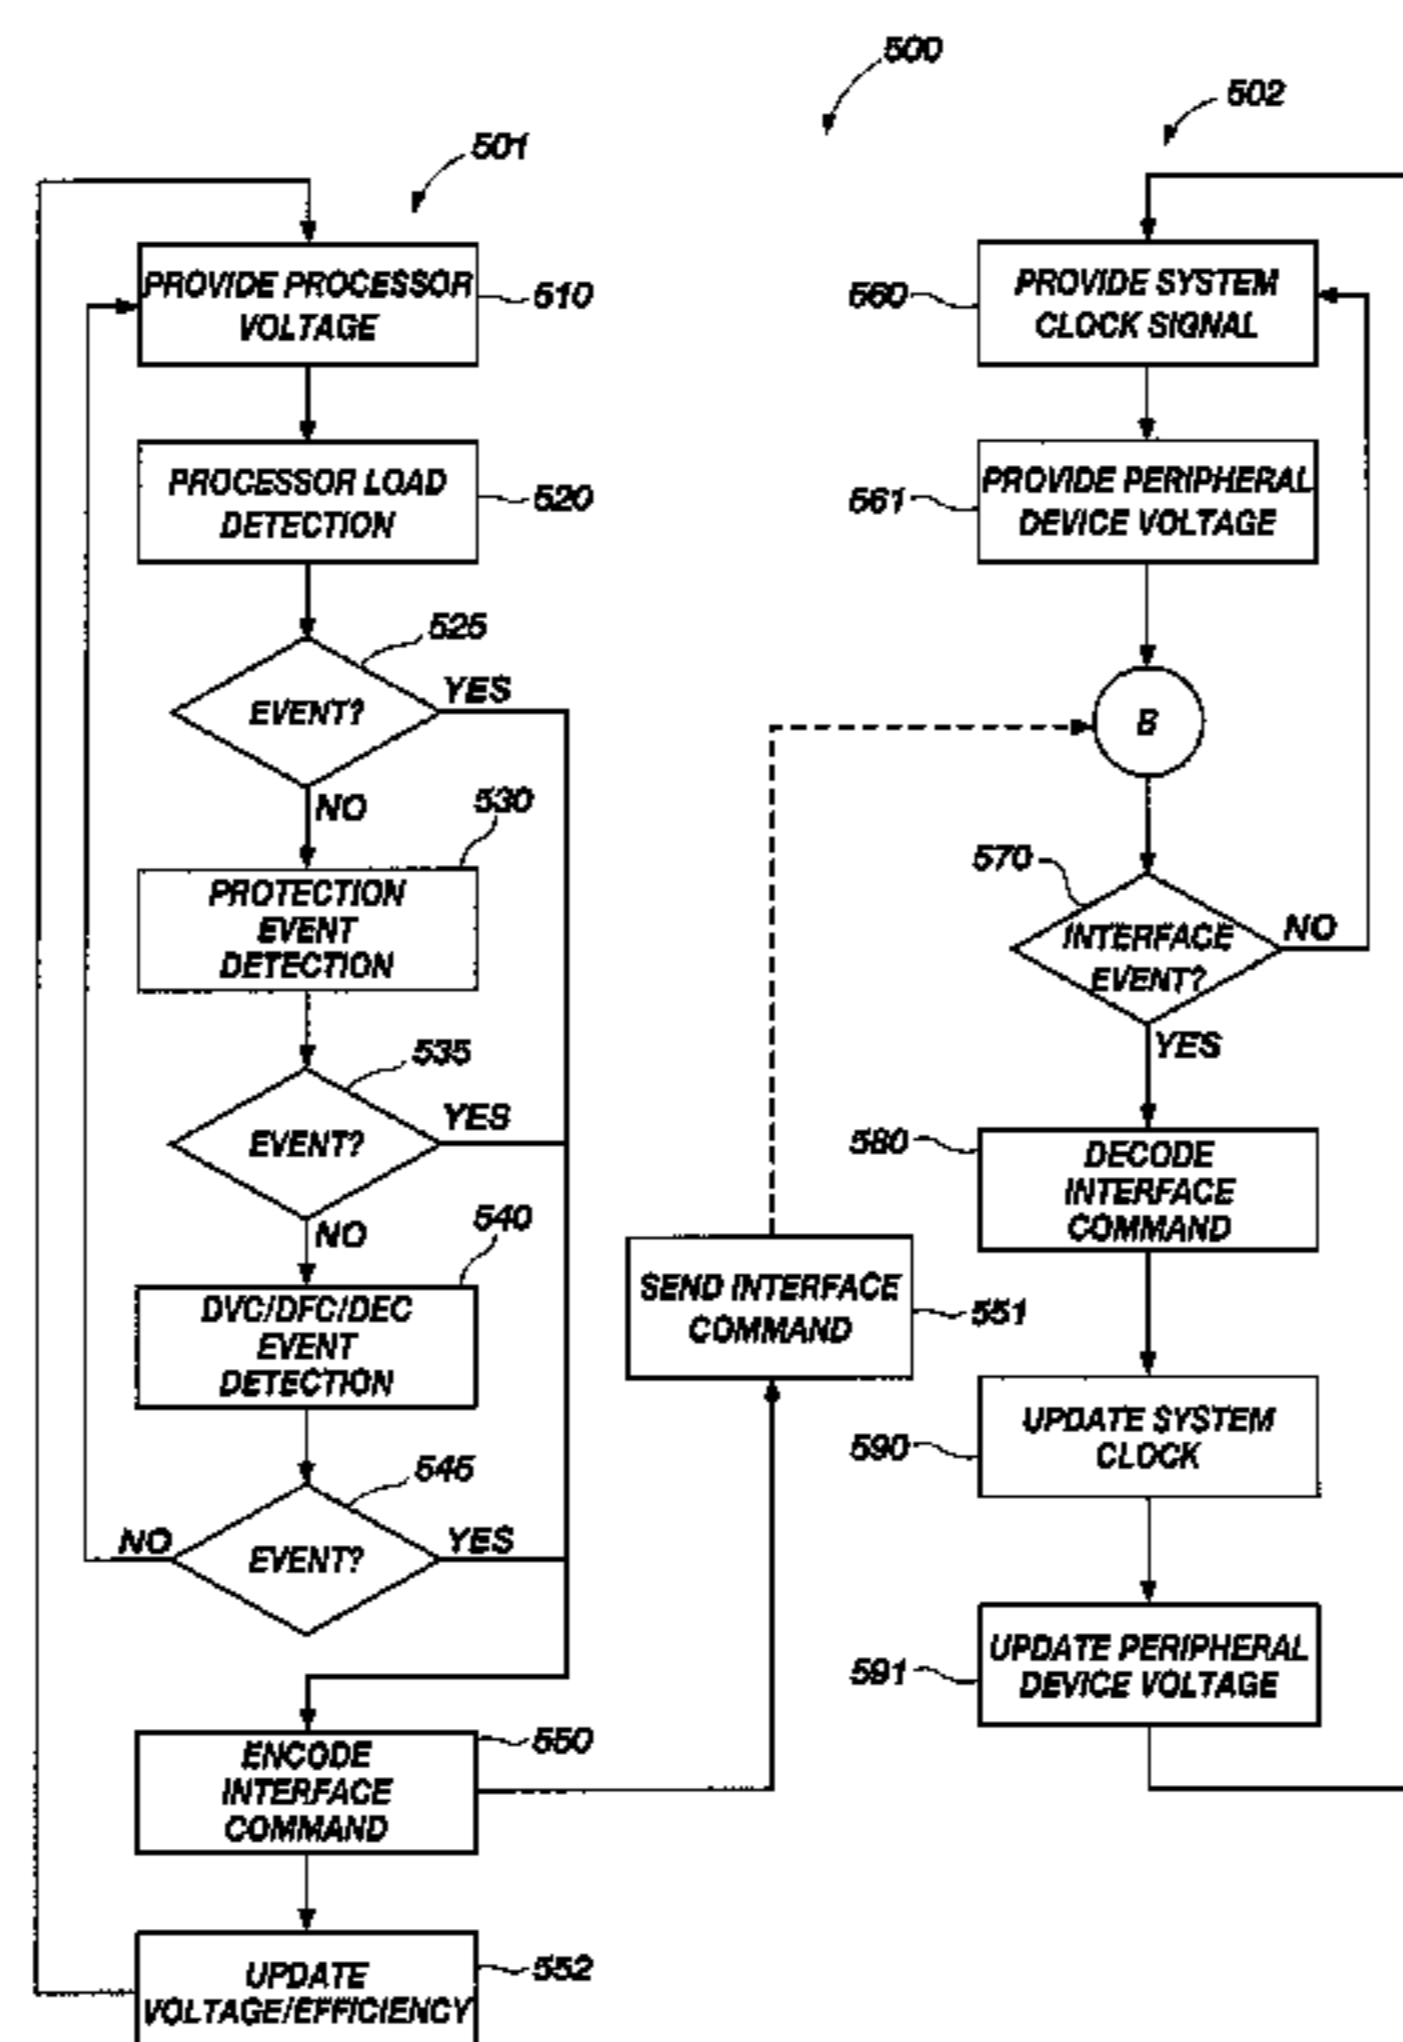 500
501
PROVIDE PROCESSOR
VOLTAGE
510
PROCESSOR LOAD
DETECTION
520
525
EVENT?
YES
NO
530
PROTECTION
EVENT
DETECTION
535
EVENT?
YES
NO
540
DVC/DFC/DEC
EVENT
DETECTION
545
EVENT?
NO
YES
ENCODE
INTERFACE
COMMAND
550
UPDATE
VOLTAGE/EFFICIENCY
552
SEND INTERFACE
COMMAND
551
502
PROVIDE SYSTEM
CLOCK SIGNAL
560
PROVIDE PERIPHERAL
DEVICE VOLTAGE
561
B
570
INTERFACE
EVENT?
NO
YES
580
DECODE
INTERFACE
COMMAND
590
UPDATE SYSTEM
CLOCK
591
UPDATE PERIPHERAL
DEVICE VOLTAGE